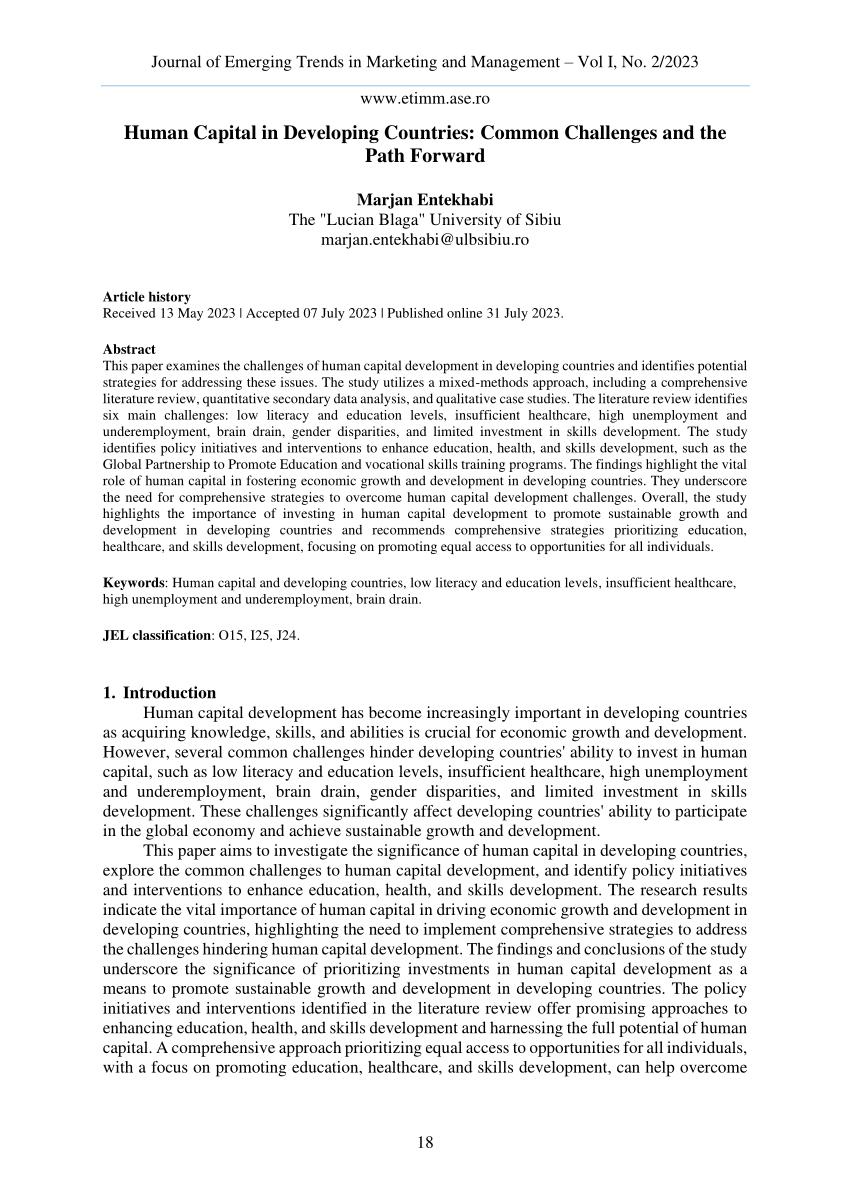 Journal of Emerging Trends in Marketing and Management – Vol I, No. 2/2023
www.etimm.ase.ro
Human Capital in Developing Countries: Common Challenges and the
Path Forward
Marjan Entekhabi
The "Lucian Blaga" University of Sibiu
marjan.entekhabi@ulbsibiu.ro
Article history
Received 13 May 2023 | Accepted 07 July 2023 | Published online 31 July 2023.
Abstract
This paper examines the challenges of human capital development in developing countries and identifies potential
strategies for addressing these issues. The study utilizes a mixed-methods approach, including a comprehensive
literature review, quantitative secondary data analysis, and qualitative case studies. The literature review identifies
six main challenges: low literacy and education levels, insufficient healthcare, high unemployment and
underemployment, brain drain, gender disparities, and limited investment in skills development. The study
identifies policy initiatives and interventions to enhance education, health, and skills development, such as the
Global Partnership to Promote Education and vocational skills training programs. The findings highlight the vital
role of human capital in fostering economic growth and development in developing countries. They underscore
the need for comprehensive strategies to overcome human capital development challenges. Overall, the study
highlights the importance of investing in human capital development to promote sustainable growth and
development in developing countries and recommends comprehensive strategies prioritizing education,
healthcare, and skills development, focusing on promoting equal access to opportunities for all individuals.
Keywords: Human capital and developing countries, low literacy and education levels, insufficient healthcare,
high unemployment and underemployment, brain drain.
JEL classification: O15, I25, J24.
1. Introduction
Human capital development has become increasingly important in developing countries
as acquiring knowledge, skills, and abilities is crucial for economic growth and development.
However, several common challenges hinder developing countries' ability to invest in human
capital, such as low literacy and education levels, insufficient healthcare, high unemployment
and underemployment, brain drain, gender disparities, and limited investment in skills
development. These challenges significantly affect developing countries' ability to participate
in the global economy and achieve sustainable growth and development.
This paper aims to investigate the significance of human capital in developing countries,
explore the common challenges to human capital development, and identify policy initiatives
and interventions to enhance education, health, and skills development. The research results
indicate the vital importance of human capital in driving economic growth and development in
developing countries, highlighting the need to implement comprehensive strategies to address
the challenges hindering human capital development. The findings and conclusions of the study
underscore the significance of prioritizing investments in human capital development as a
means to promote sustainable growth and development in developing countries. The policy
initiatives and interventions identified in the literature review offer promising approaches to
enhancing education, health, and skills development and harnessing the full potential of human
capital. A comprehensive approach prioritizing equal access to opportunities for all individuals,
with a focus on promoting education, healthcare, and skills development, can help overcome
18